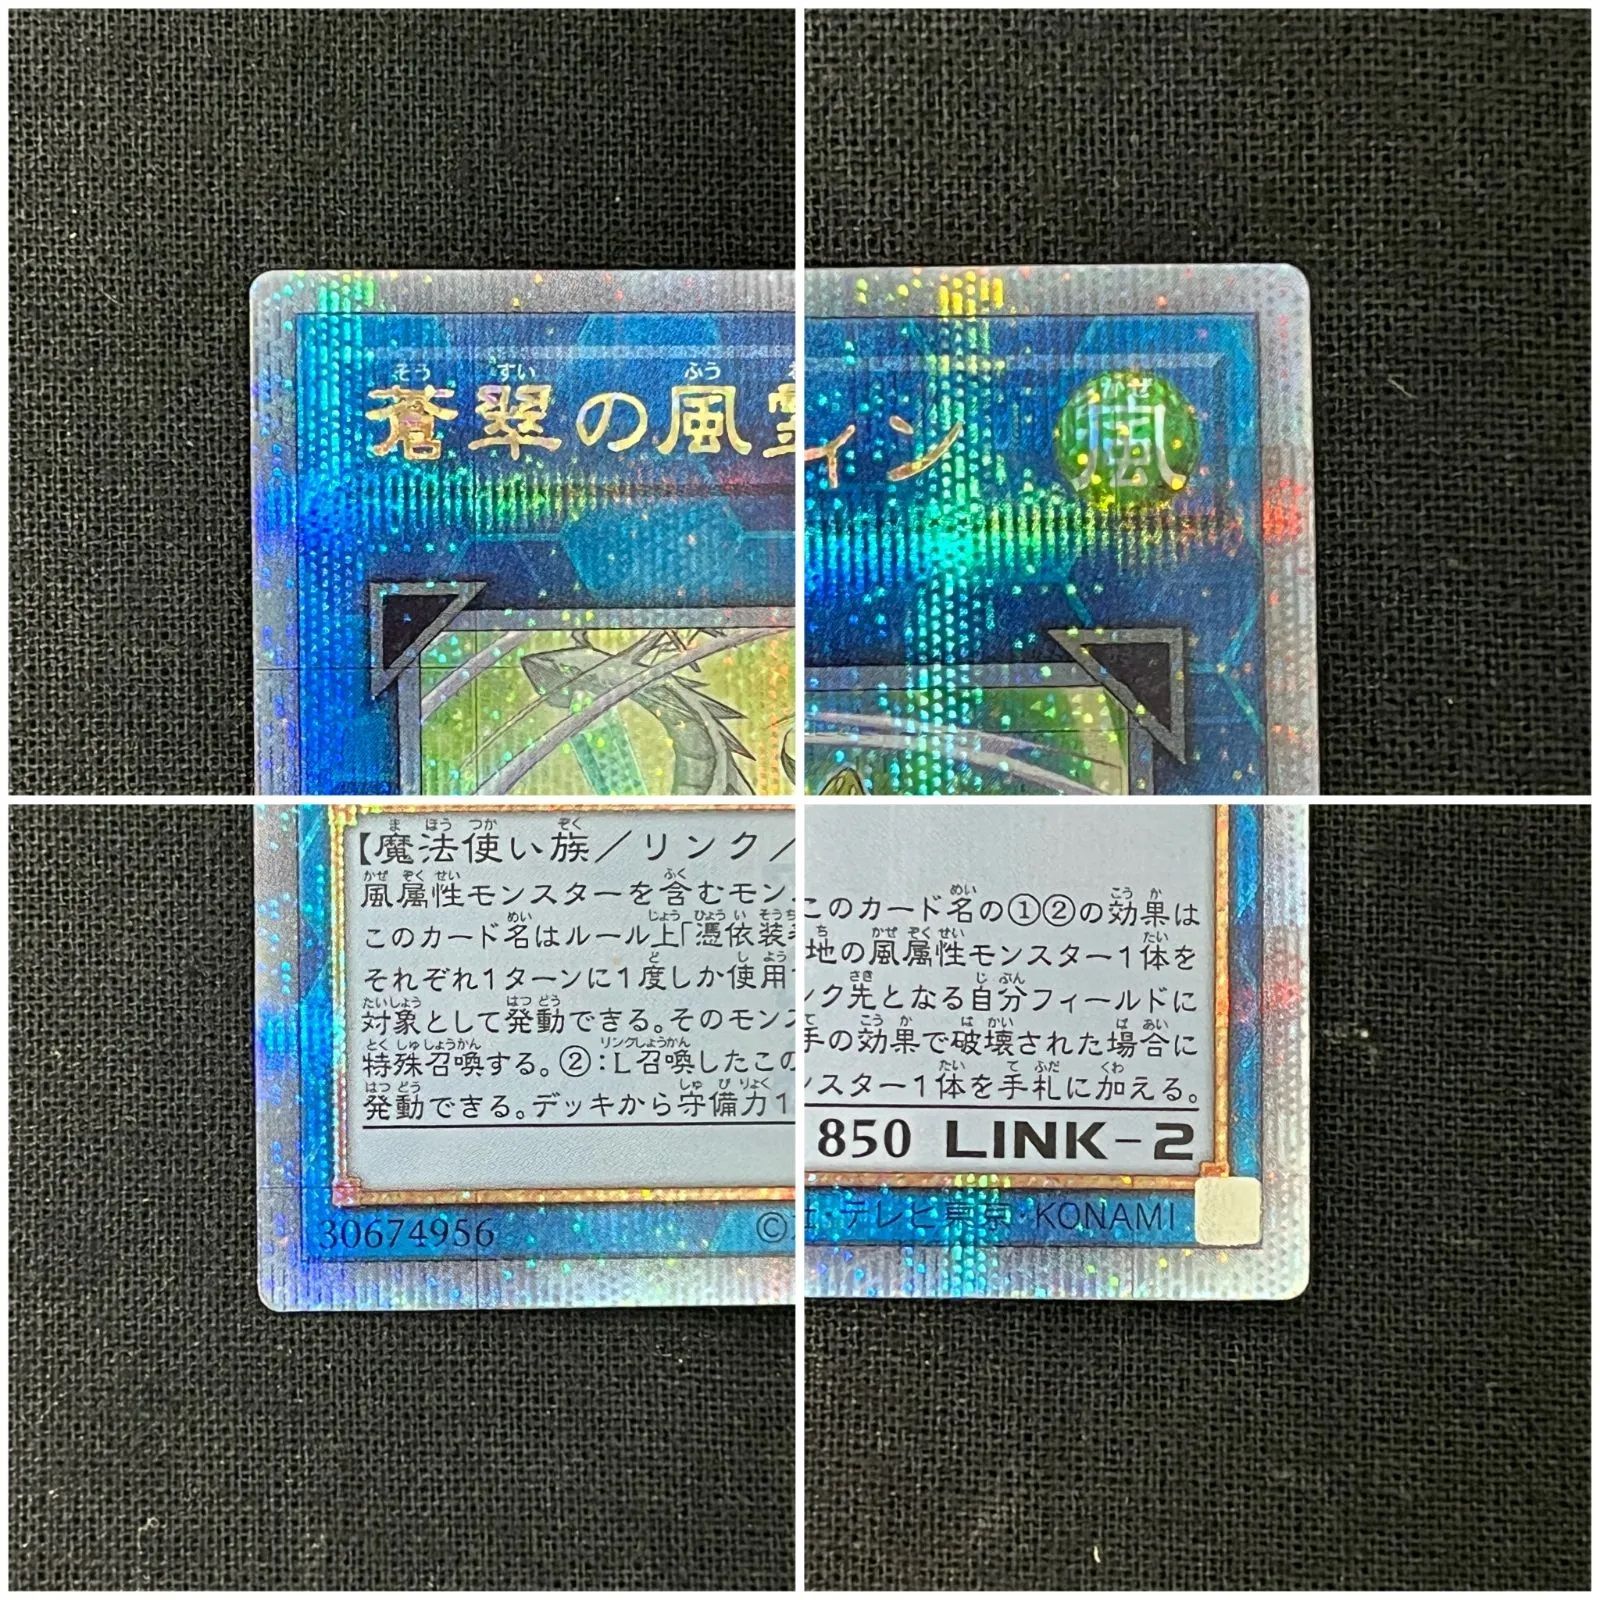 蒼翠の風霊
ィン
風
【魔法使い族／リンク／
風属性モンスターを含むモン
このカード名はルール上「憑依装
それぞれ1ターンに1度しか使用
対象として発動できる。そのモン
特殊召喚する。②：L召喚したこの
発動できる。デッキから守備力1
30674956
©
このカード名の①②の効果は
地の風属性モンスター1体を
ク先となる自分フィールドに
手の効果で破壊された場合に
ンスター1体を手札に加える。
850 LINK-2
社・テレビ東京・KONAMI